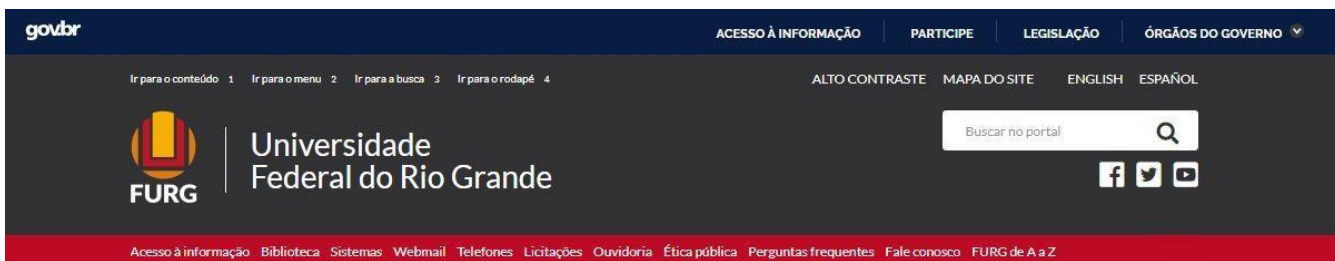 gov.br
ACESSO À INFORMAÇÃO PARTICIPE LEGISLAÇÃO ÓRGÃOS DO GOVERNO
Ir para o conteúdo 1 Ir para o menu 2 Ir para a busca 3 Ir para o rodapé 4
ALTO CONTRASTE MAPA DO SITE ENGLISH ESPAÑOL
Buscar no portal
FURG
Universidade
Federal do Rio Grande
Acesso à informação Biblioteca Sistemas Webmail Telefones Licitações Ouvidoria Ética pública Perguntas frequentes Fale conosco FURG de A a Z